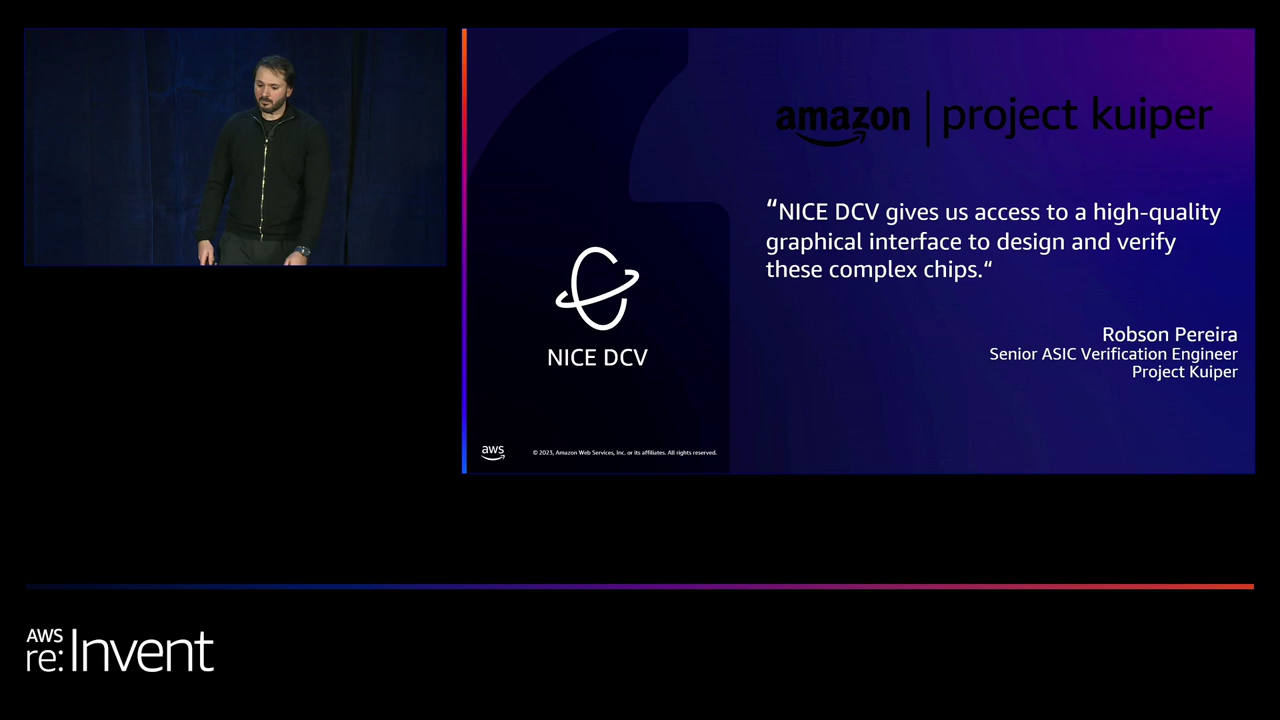 amazon | project kuiper
“NICE DCV gives us access to a high-quality
graphical interface to design and verify
these complex chips.“
Robson Pereira
Senior ASIC Verification Engineer
Project Kuiper
NICE DCV
aws
© 2023, Amazon Web Services, Inc. or its affiliates. All rights reserved.
AWS
re:Invent